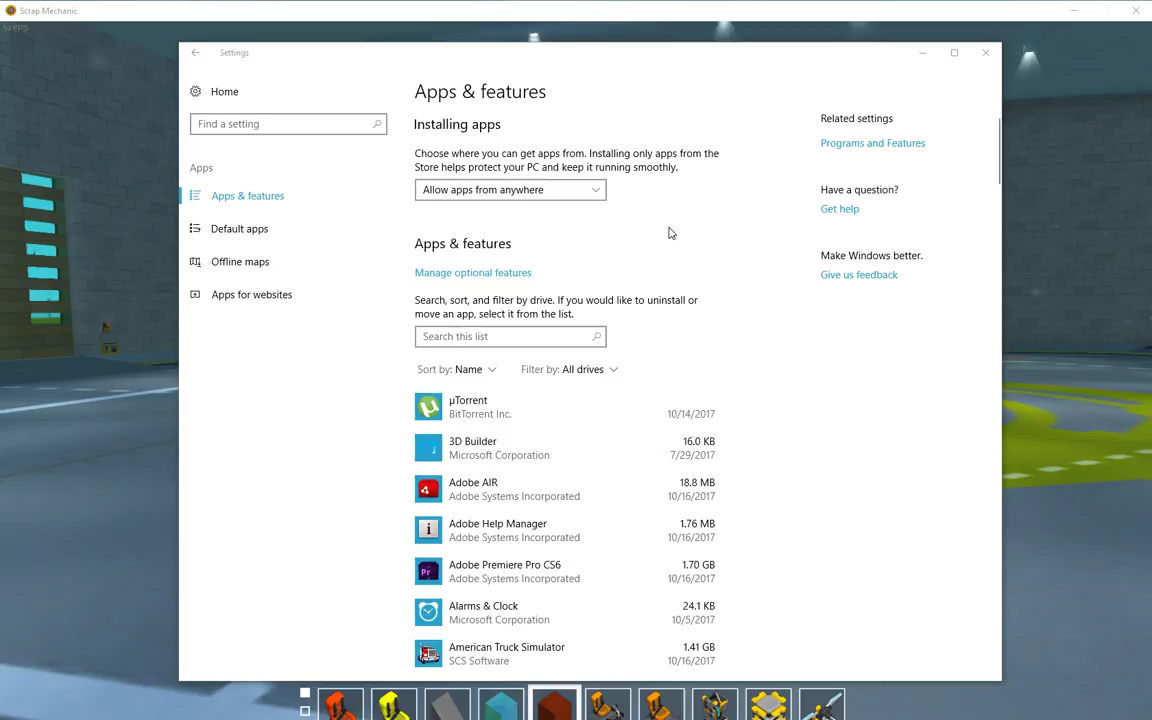 Scrap Mechanic
Settings
Home
Find a setting
Apps
Apps & features
Default apps
Offline maps
Apps for websites
Apps & features
Installing apps
Choose where you can get apps from. Installing only apps from the
Store helps protect your PC and keep it running smoothly.
Allow apps from anywhere
Apps & features
Manage optional features
Search, sort, and filter by drive. If you would like to uninstall or
move an app, select it from the list.
Search this list
Sort by: Name
Filter by: All drives
µTorrent
BitTorrent Inc.
10/14/2017
3D Builder
16.0 KB
Microsoft Corporation
7/29/2017
Adobe AIR
18.8 MB
Adobe Systems Incorporated
10/16/2017
Adobe Help Manager
1.76 MB
Adobe Systems Incorporated
10/16/2017
Adobe Premiere Pro CS6
1.70 GB
Adobe Systems Incorporated
10/16/2017
Alarms & Clock
24.1 KB
Microsoft Corporation
10/5/2017
American Truck Simulator
1.41 GB
SCS Software
10/16/2017
Related settings
Programs and Features
Have a question?
Get help
Make Windows better.
Give us feedback